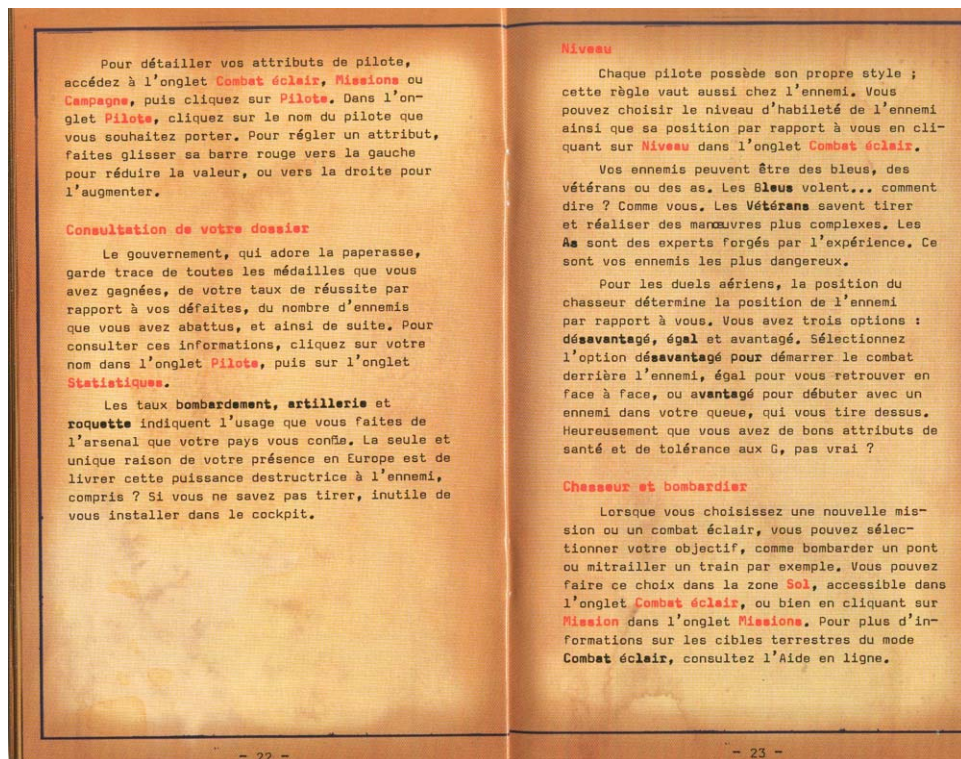 Pour détailler vos attributs de pilote,
accédez à l'onglet Combat éclair, Missions ou
Campagne, puis cliquez sur Pilote. Dans l'on-
glet Pilote, cliquez sur le nom du pilote que
vous souhaitez porter. Pour régler un attribut,
faites glisser sa barre rouge vers la gauche
pour réduire la valeur, ou vers la droite pour
l'augmenter.
Consultation de votre dossier
Le gouvernement, qui adore la paperasse,
garde trace de toutes les médailles que vous
avez gagnées, de votre taux de réussite par
rapport à vos défaites, du nombre d'ennemis
que vous avez abattus, et ainsi de suite. Pour
consulter ces informations, cliquez sur votre
nom dans l'onglet Pilote, puis sur l'onglet
Statistiques.
Les taux bombardement, artillerie et
roquette indiquent l'usage que vous faites de
l'arsenal que votre pays vous confie. La seule et
unique raison de votre présence en Europe est de
livrer cette puissance destructrice à l'ennemi,
compris ? Si vous ne savez pas tirer, inutile de
vous installer dans le cockpit.
- 22 -
Niveau
Chaque pilote possède son propre style ;
cette règle vaut aussi chez l'ennemi. Vous
pouvez choisir le niveau d'habileté de l'ennemi
ainsi que sa position par rapport à vous en cli-
quant sur Niveau dans l'onglet Combat éclair.
Vos ennemis peuvent être des bleus, des
vétérans ou des as. Les Bleus volent... comment
dire ? Comme vous. Les Vétérans savent tirer
et réaliser des manœuvres plus complexes. Les
As sont des experts forgés par l'expérience. Ce
sont vos ennemis les plus dangereux.
Pour les duels aériens, la position du
chasseur détermine la position de l'ennemi
par rapport à vous. Vous avez trois options :
désavantagé, égal et avantagé. Sélectionnez
l'option désavantagé pour démarrer le combat
derrière l'ennemi, égal pour vous retrouver en
face à face, ou avantagé pour débuter avec un
ennemi dans votre queue, qui vous tire dessus.
Heureusement que vous avez de bons attributs de
santé et de tolérance aux G, pas vrai ?
Chasseur et bombardier
Lorsque vous choisissez une nouvelle mis-
sion ou un combat éclair, vous pouvez sélec-
tionner votre objectif, comme bombarder un pont
ou mitrailler un train par exemple. Vous pouvez
faire ce choix dans la zone Sol, accessible dans
l'onglet Combat éclair, ou bien en cliquant sur
Mission dans l'onglet Missions. Pour plus d'in-
formations sur les cibles terrestres du mode
Combat éclair, consultez l'Aide en ligne.
- 23 -